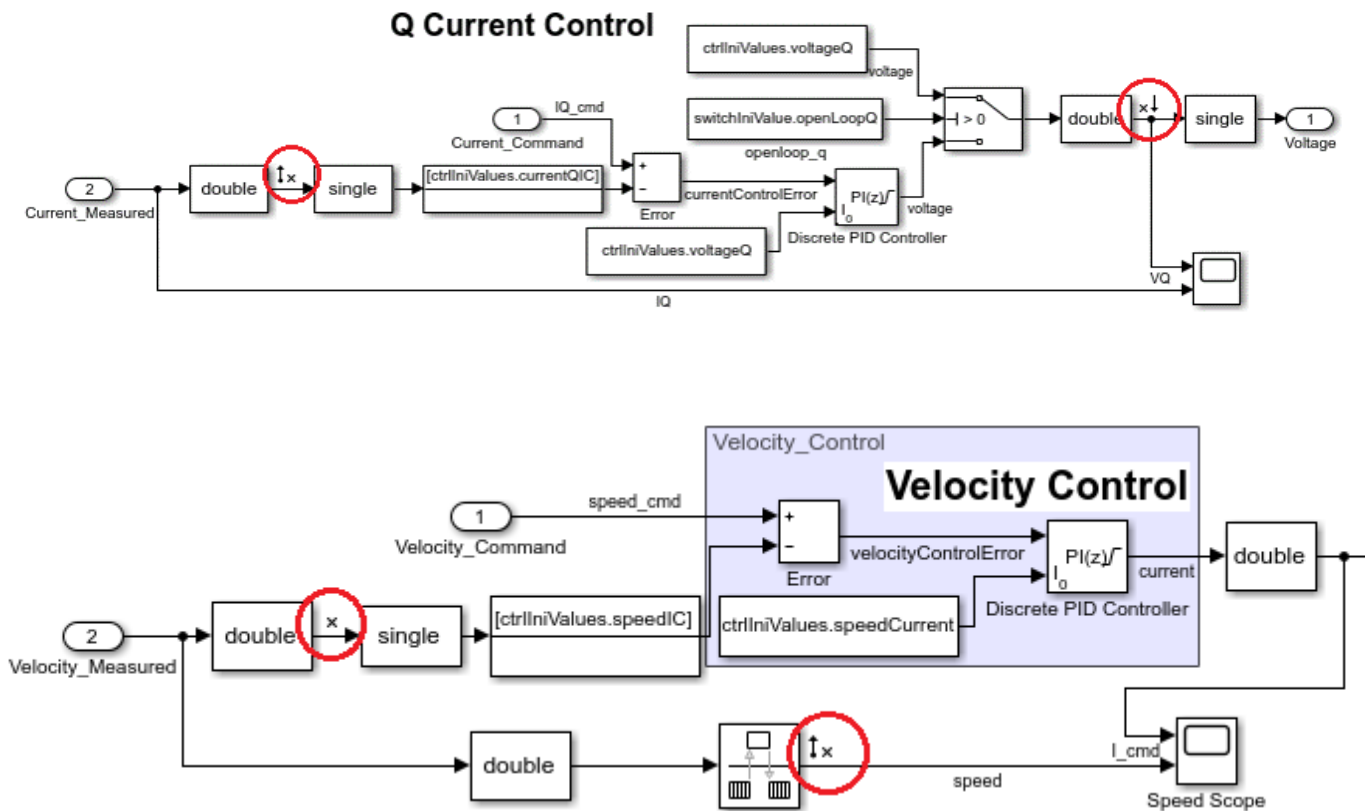 Q Current Control
ctrlIniValues.voltageQ
voltage
IQ_cmd
1
Current_Command
switchIniValue.openLoopQ
openloop_q
> 0
double
single
1
Voltage
2
Current_Measured
double
single
[ctrlIniValues.currentQIC]
+
−
Error
currentControlError
PI(z)
I0
voltage
Discrete PID Controller
ctrlIniValues.voltageQ
VQ
IQ
Velocity_Control
Velocity Control
1
Velocity_Command
speed_cmd
+
−
Error
velocityControlError
PI(z)
I0
current
Discrete PID Controller
double
2
Velocity_Measured
double
single
[ctrlIniValues.speedIC]
ctrlIniValues.speedCurrent
double
speed
I_cmd
Speed Scope